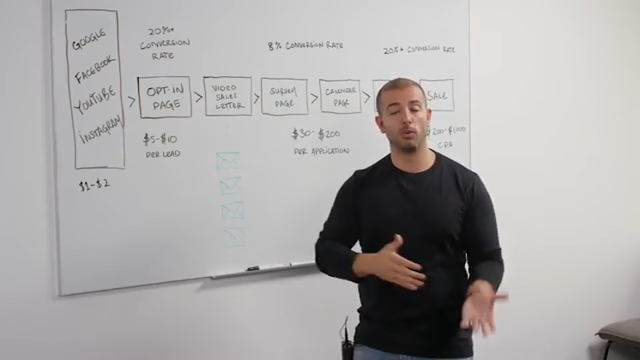 GOOGLE
FACEBOOK
YOUTUBE
INSTAGRAM
$1-$2
20%+
CONVERSION
RATE
OPT-IN
PAGE
$5-$10
PER LEAD
VIDEO
SALES
LETTER
8% CONVERSION RATE
SURVEY
PAGE
CALENDAR
PAGE
$30-$200
PER APPLICATION
20%+ CONVERSION RATE
SALE
CPA